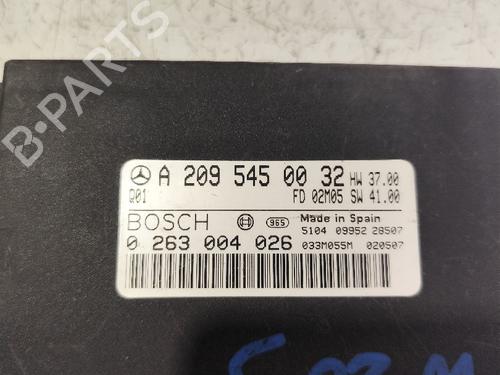 B-PARTS
A 209 545 00 32 HW 37.00
Q01 FD 02M05 SW 41.00
BOSCH 965 Made in Spain
5104 09952 28507
0 263 004 026 033M055M 020507